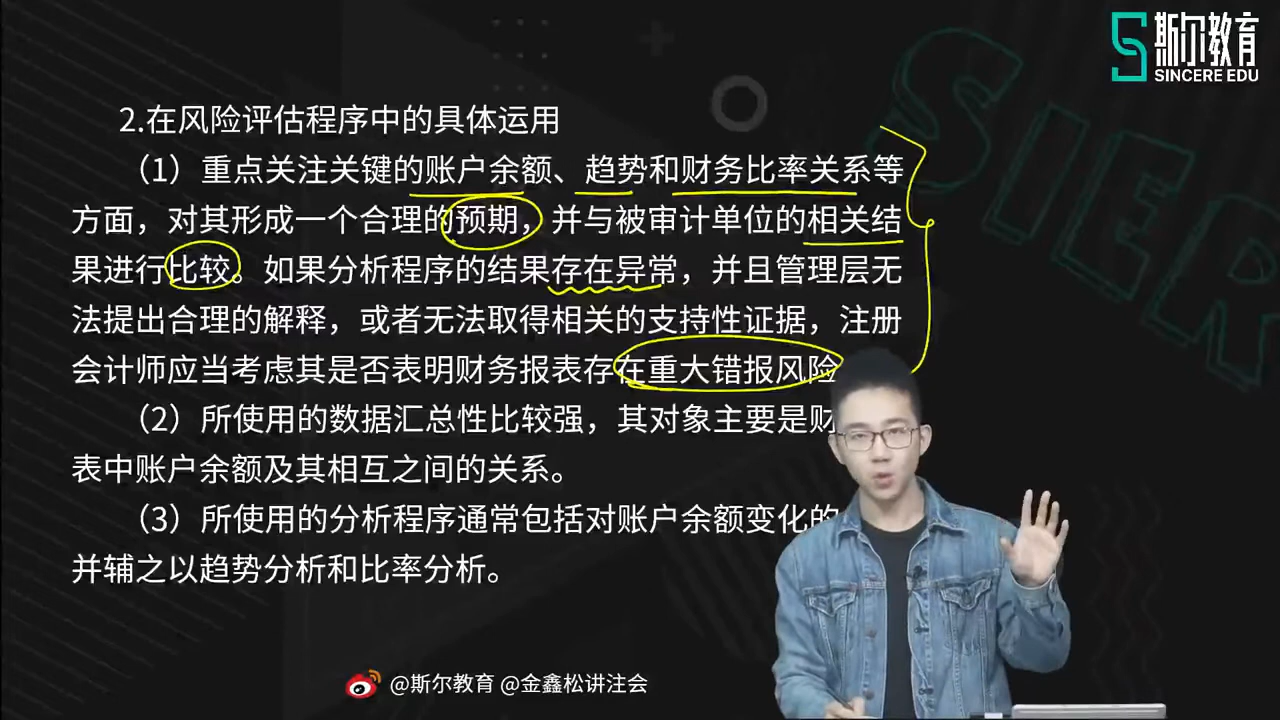 斯尔教育
SINCERE EDU
2.在风险评估程序中的具体运用
（1）重点关注关键的账户余额、趋势和财务比率关系等
方面，对其形成一个合理的预期，并与被审计单位的相关结
果进行比较。如果分析程序的结果存在异常，并且管理层无
法提出合理的解释，或者无法取得相关的支持性证据，注册
会计师应当考虑其是否表明财务报表存在重大错报风险
（2）所使用的数据汇总性比较强，其对象主要是财
表中账户余额及其相互之间的关系。
（3）所使用的分析程序通常包括对账户余额变化的
并辅之以趋势分析和比率分析。
@斯尔教育 @金鑫松讲注会